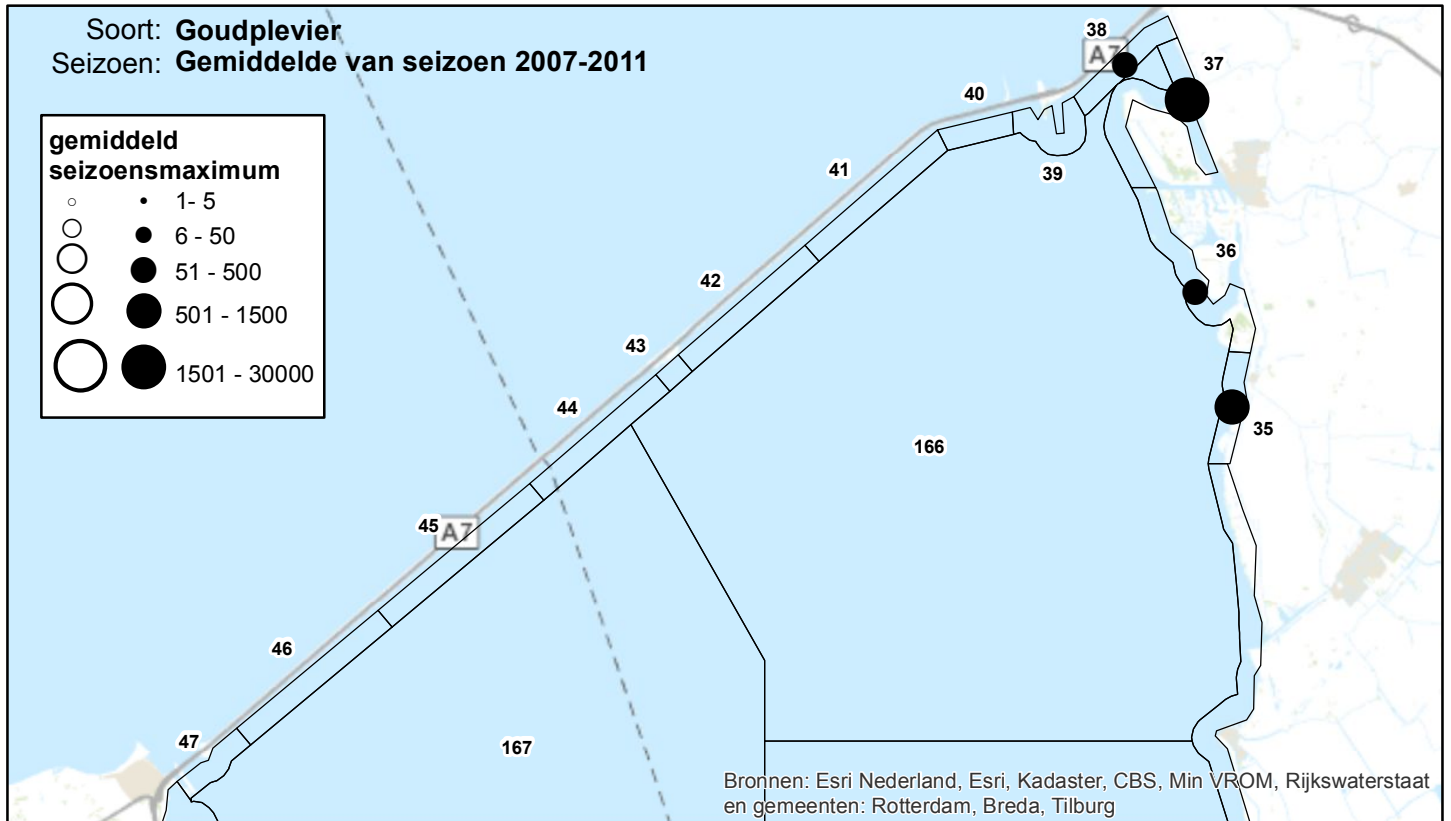 Soort: Goudplevier
Seizoen: Gemiddelde van seizoen 2007-2011
gemiddeld
seizoensmaximum
1- 5
6 - 50
51 - 500
501 - 1500
1501 - 30000
38
A7
37
40
41
39
36
42
43
44
35
166
45
A7
46
47
167
Bronnen: Esri Nederland, Esri, Kadaster, CBS, Min VROM, Rijkswaterstaat
en gemeenten: Rotterdam, Breda, Tilburg